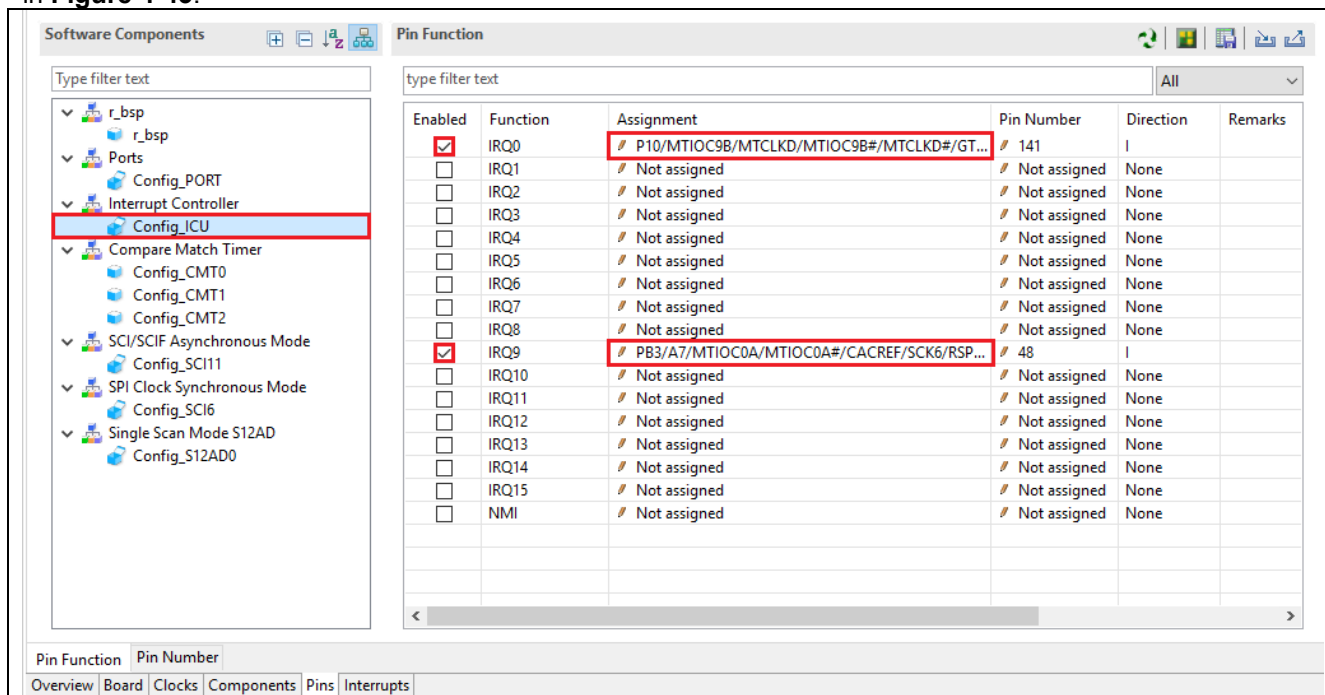 in Figure 4-43.
Software Components
Pin Function
Type filter text
type filter text
All
r_bsp
r_bsp
Ports
Config_PORT
Interrupt Controller
Config_ICU
Compare Match Timer
Config_CMT0
Config_CMT1
Config_CMT2
SCI/SCIF Asynchronous Mode
Config_SCI11
SPI Clock Synchronous Mode
Config_SCI6
Single Scan Mode S12AD
Config_S12AD0
Enabled Function Assignment Pin Number Direction Remarks
IRQ0 P10/MTIOC9B/MTCLKD/MTIOC9B#/MTCLKD#/GT... 141 I
IRQ1 Not assigned Not assigned None
IRQ2 Not assigned Not assigned None
IRQ3 Not assigned Not assigned None
IRQ4 Not assigned Not assigned None
IRQ5 Not assigned Not assigned None
IRQ6 Not assigned Not assigned None
IRQ7 Not assigned Not assigned None
IRQ8 Not assigned Not assigned None
IRQ9 PB3/A7/MTIOC0A/MTIOC0A#/CACREF/SCK6/RSP... 48 I
IRQ10 Not assigned Not assigned None
IRQ11 Not assigned Not assigned None
IRQ12 Not assigned Not assigned None
IRQ13 Not assigned Not assigned None
IRQ14 Not assigned Not assigned None
IRQ15 Not assigned Not assigned None
NMI Not assigned Not assigned None
Pin Function Pin Number
Overview Board Clocks Components Pins Interrupts